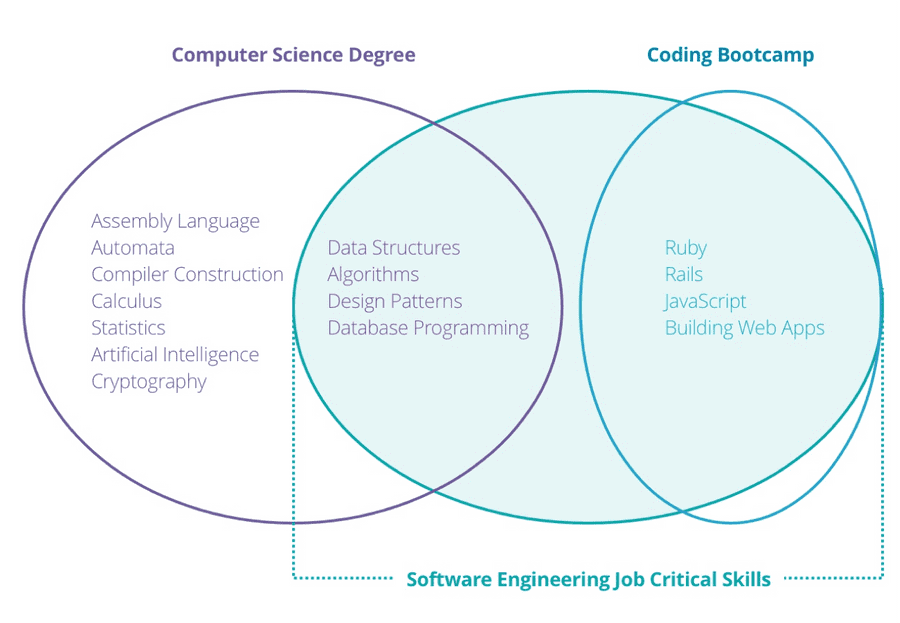 Computer Science Degree
Coding Bootcamp
Assembly Language
Automata
Compiler Construction
Calculus
Statistics
Artificial Intelligence
Cryptography
Data Structures
Algorithms
Design Patterns
Database Programming
Ruby
Rails
JavaScript
Building Web Apps
Software Engineering Job Critical Skills